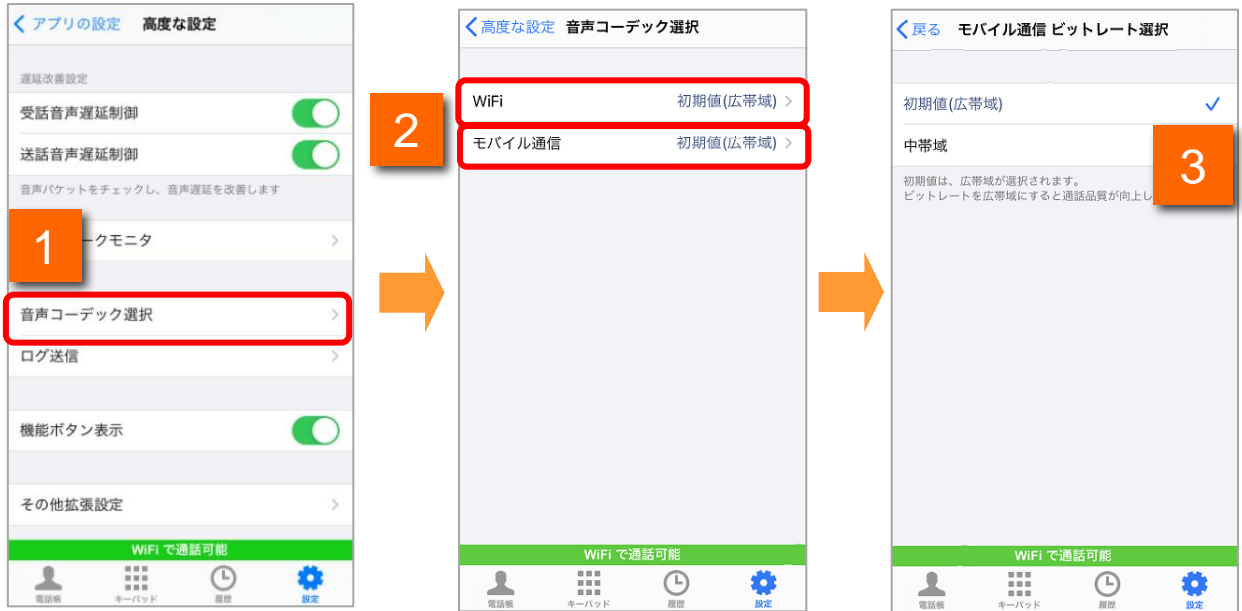 アプリの設定 高度な設定
遅延改善設定
受話音声遅延制御
送話音声遅延制御
音声パケットをチェックし、音声遅延を改善します
1
ークモニタ
音声コーデック選択
ログ送信
機能ボタン表示
その他拡張設定
WiFi で通話可能
電話帳 キーパッド 履歴 設定
高度な設定 音声コーデック選択
2
WiFi 初期値(広帯域)
モバイル通信 初期値(広帯域)
WiFi で通話可能
電話帳 キーパッド 履歴 設定
戻る モバイル通信 ビットレート選択
初期値(広帯域)
中帯域
3
初期値は、広帯域が選択されます。
ビットレートを広帯域にすると通話品質が向上し
WiFi で通話可能
電話帳 キーパッド 履歴 設定